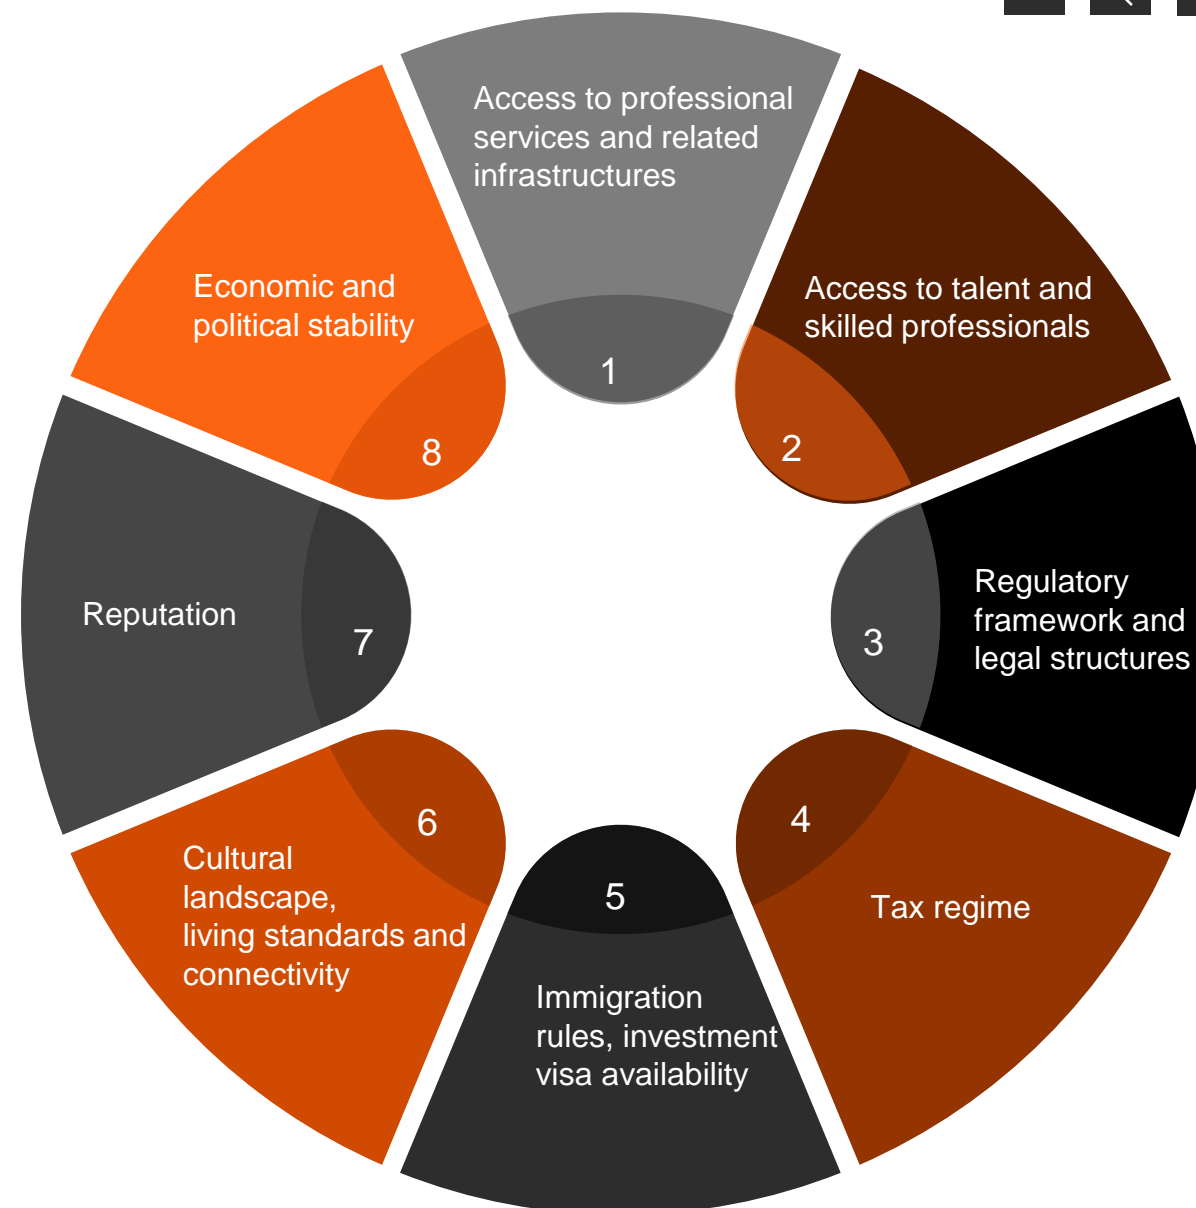 Access to professional
services and related
infrastructures
1
Access to talent and
skilled professionals
2
Regulatory
framework and
legal structures
3
Tax regime
4
5
Immigration
rules, investment
visa availability
6
Cultural
landscape,
living standards and
connectivity
Reputation
7
Economic and
political stability
8